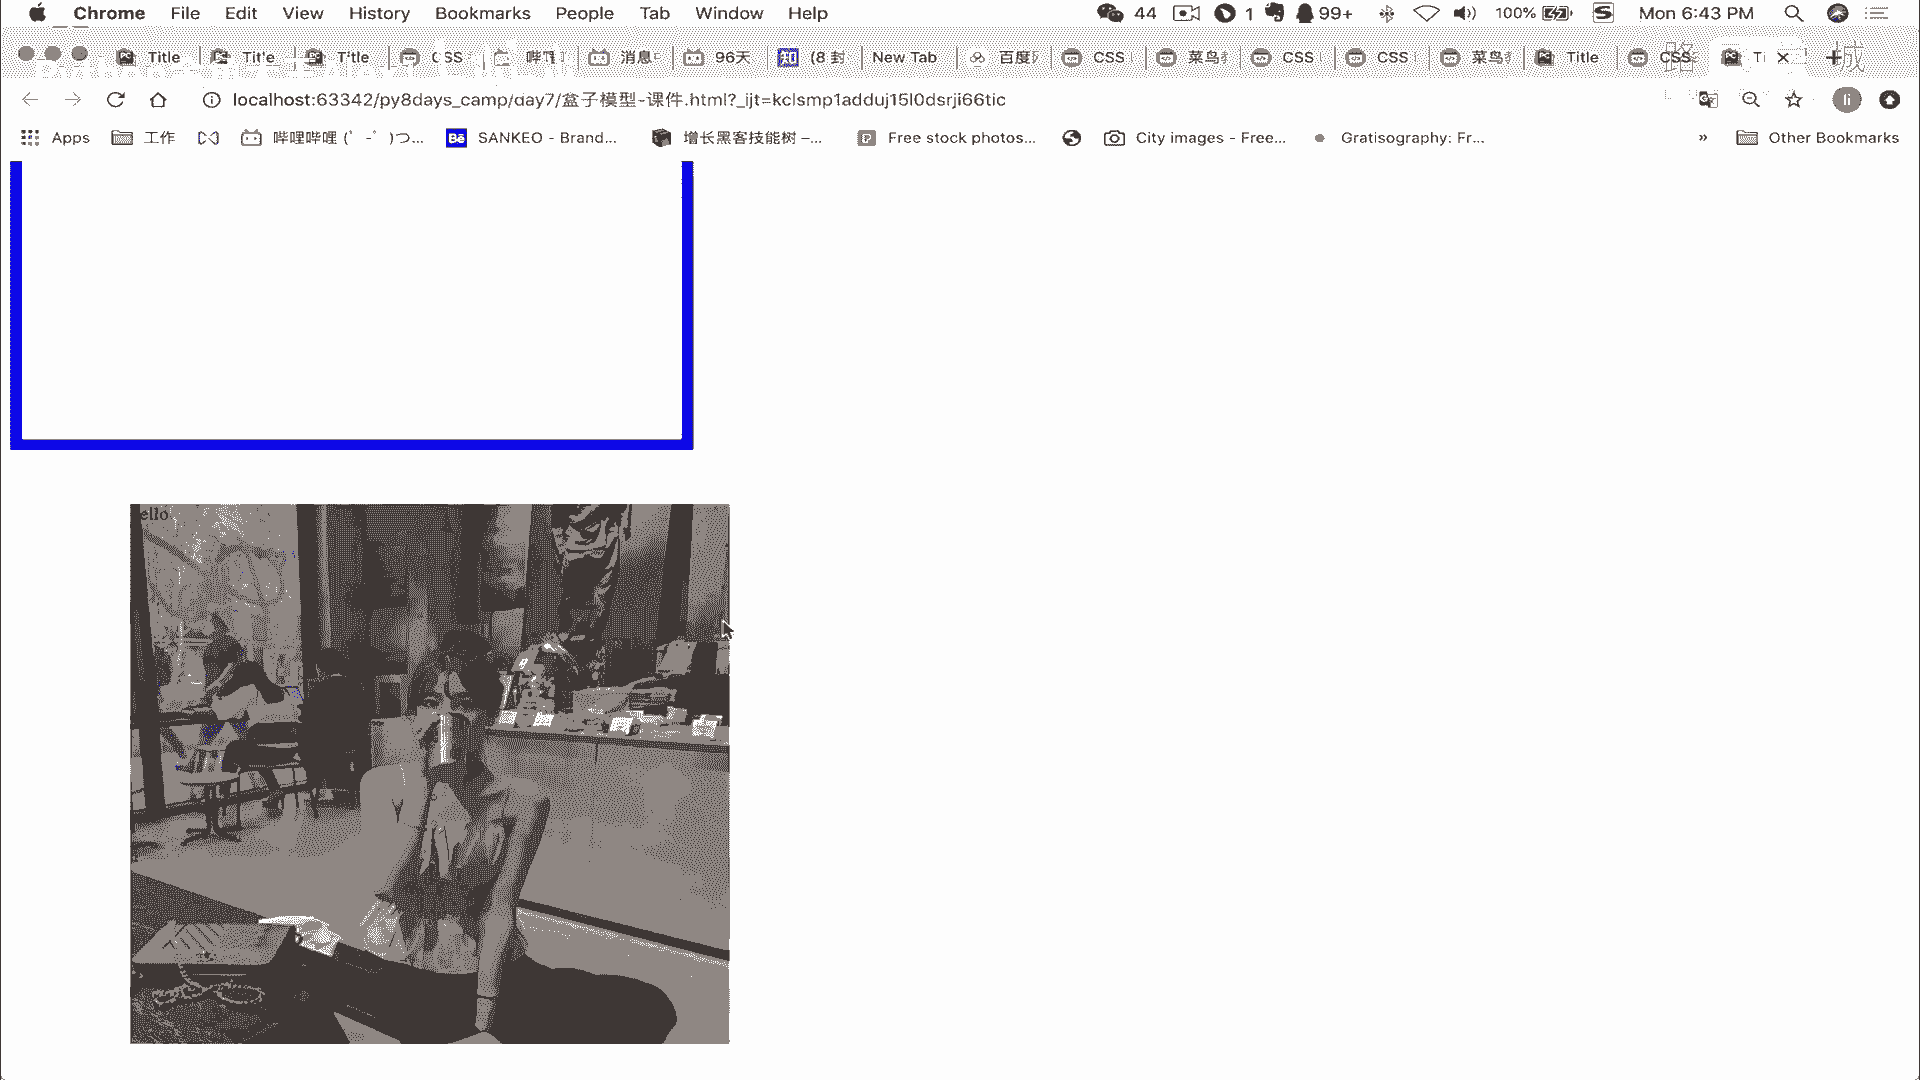 Chrome File Edit View History Bookmarks People Tab Window Help 44 1 99+ 100% Mon 6:43 PM
Title Title Title CSS 哔哩 消息 96天 知 (8 封 New Tab 百度 CSS 菜鸟 CSS CSS 菜鸟 Title CSS Ti
localhost:63342/py8days_camp/day7/盒子模型-课件.html?_ijt=kclsmp1adduj15l0dsrji66tic li
Apps 工作 哔哩哔哩 (゜-゜)つ... Bē SANKEO - Brand... 增长黑客技能树 –... Free stock photos... City images - Free... Gratisography: Fr... » Other Bookmarks
ello